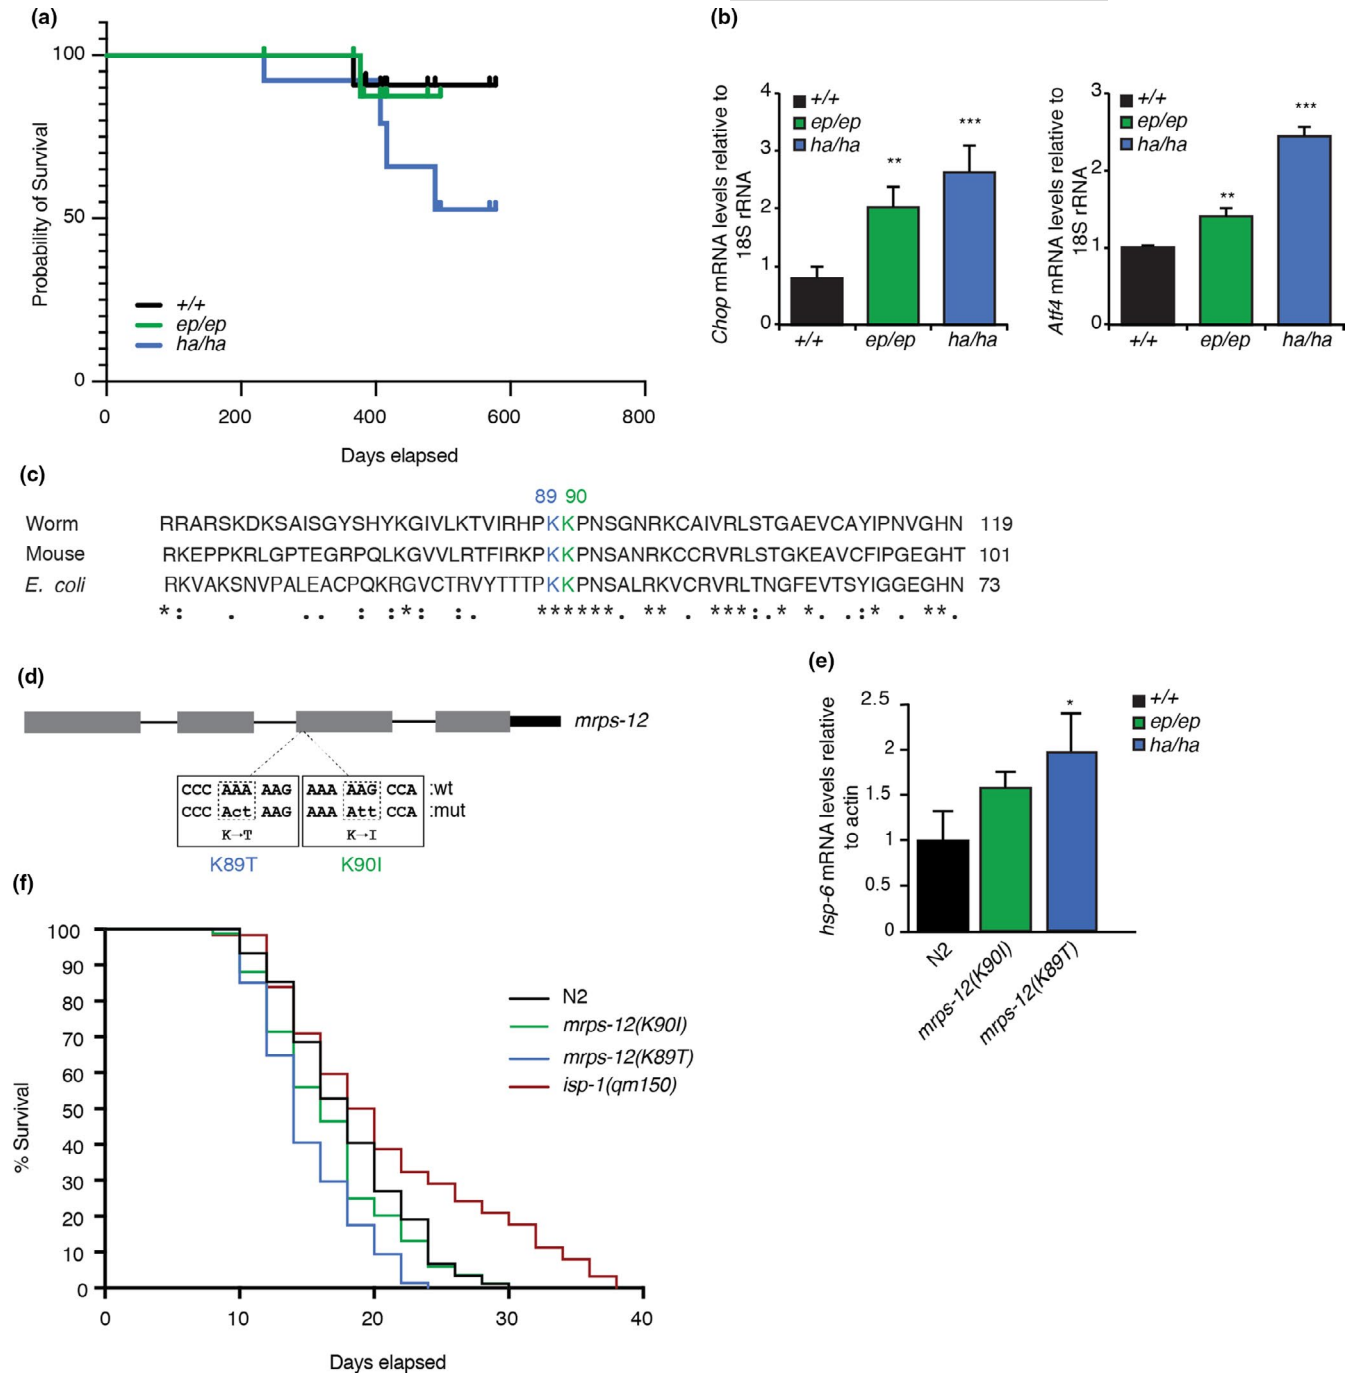 (a)
Probability of Survival
100
50
0
0 200 400 600 800
Days elapsed
+/+
ep/ep
ha/ha
(b)
Chop mRNA levels relative to
18S rRNA
4
3
2
1
0
+/+
ep/ep
ha/ha
**
***
+/+ ep/ep ha/ha
Atf4 mRNA levels relative to
18S rRNA
3
2
1
0
+/+
ep/ep
ha/ha
**
***
+/+ ep/ep ha/ha
(c)
89 90
Worm RRARSKDKSAISGYSHYKGIVLKTVIRHPKKPNSGNRKCAIVRLSTGAEVCAYIPNVGHN 119
Mouse RKEPPKRLGPTEGRPQLKGVVLRTFIRKPKKPNSANRKCCRVRLSTGKEAVCFIPGEGHT 101
E. coli RKVAKSNVPALEACPQKRGVCTRVYTTTPKKPNSALRKVCRVRLTNGFEVTSYIGGEGHN 73
*: . .. : :*: :. ******. ** . ***:.* *. .:* . **.
(d)
mrps-12
CCC AAA AAG AAA AAG CCA :wt
CCC Act AAG AAA Att CCA :mut
K→T K→I
K89T K90I
(e)
hsp-6 mRNA levels relative
to actin
2.5
2
1.5
1
0.5
0
*
+/+
ep/ep
ha/ha
N2 mrps-12(K90I) mrps-12(K89T)
(f)
% Survival
100
90
80
70
60
50
40
30
20
10
0
0 10 20 30 40
Days elapsed
N2
mrps-12(K90I)
mrps-12(K89T)
isp-1(qm150)